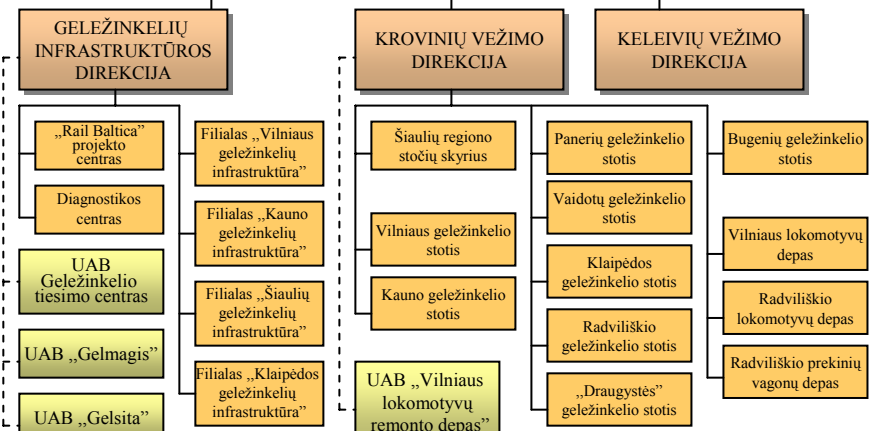 GELEŽINKELIŲ
INFRASTRUKTŪROS
DIREKCIJA
KROVINIŲ VEŽIMO
DIREKCIJA
KELEIVIŲ VEŽIMO
DIREKCIJA
„Rail Baltica”
projekto
centras
Diagnostikos
centras
UAB
Geležinkelio
tiesimo centras
UAB „Gelmagis”
UAB „Gelsita”
Filialas „Vilniaus
geležinkelių
infrastruktūra”
Filialas „Kauno
geležinkelių
infrastruktūra”
Filialas „Šiaulių
geležinkelių
infrastruktūra”
Filialas „Klaipėdos
geležinkelių
infrastruktūra”
Šiaulių regiono
stočių skyrius
Vilniaus geležinkelio
stotis
Kauno geležinkelio
stotis
UAB „Vilniaus
lokomotyvų
remonto depas”
Panerių geležinkelio
stotis
Vaidotų geležinkelio
stotis
Klaipėdos
geležinkelio stotis
Radviliškio
geležinkelio stotis
„Draugystės”
geležinkelio stotis
Bugenių geležinkelio
stotis
Vilniaus lokomotyvų
depas
Radviliškio
lokomotyvų depas
Radviliškio prekinių
vagonų depas